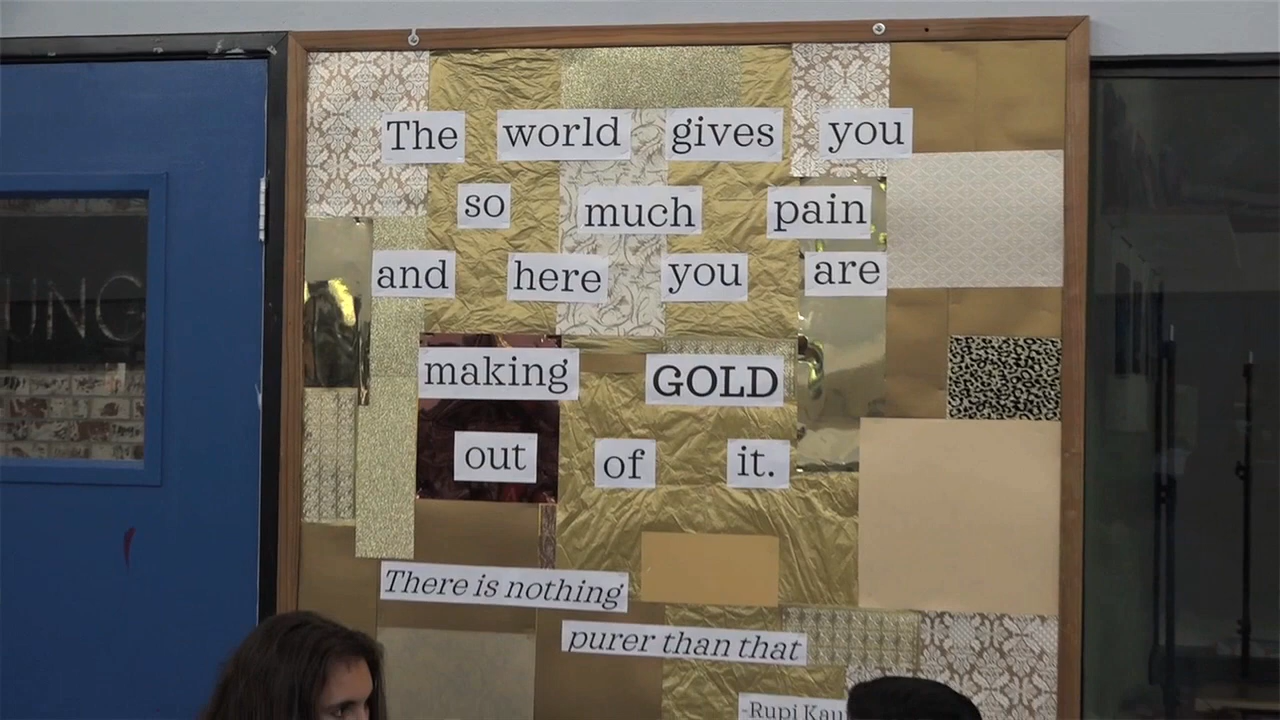 The world gives you
so much pain
and here you are
making GOLD
out of it.
There is nothing
purer than that
-Rupi